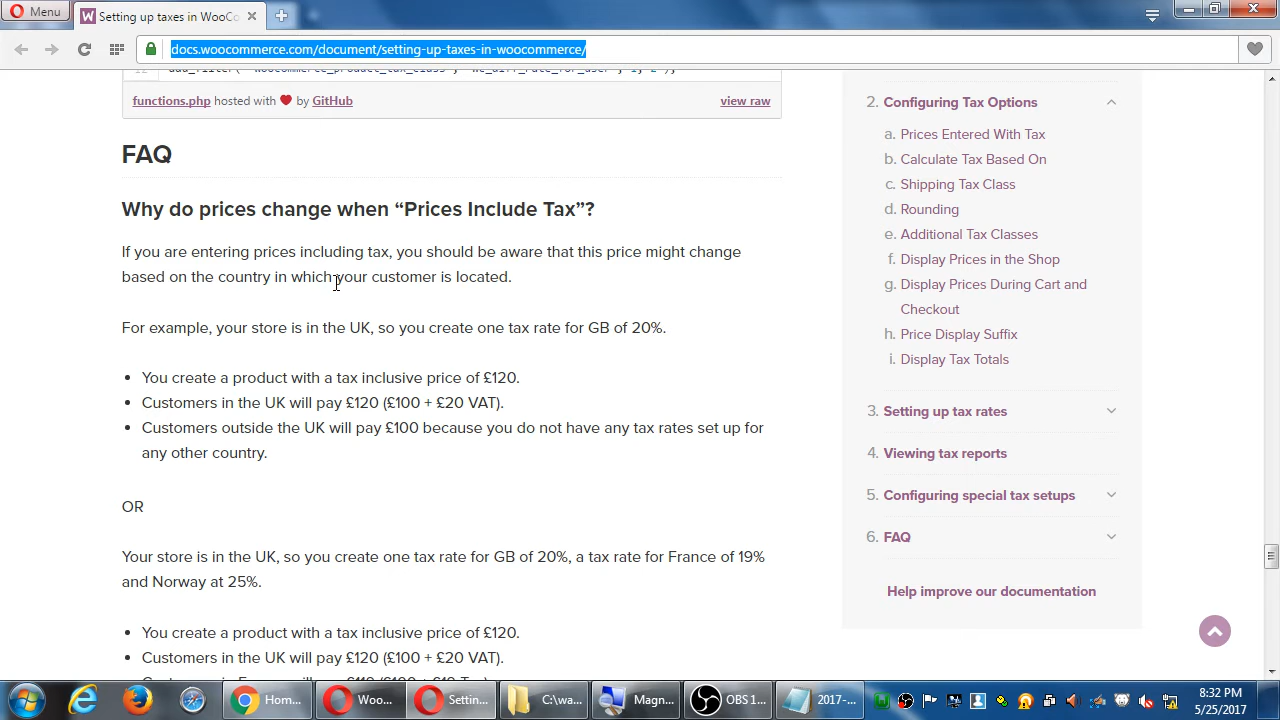 Menu
Setting up taxes in WooCo
docs.woocommerce.com/document/setting-up-taxes-in-woocommerce/
functions.php hosted with ❤ by GitHub
view raw
FAQ
Why do prices change when “Prices Include Tax”?
If you are entering prices including tax, you should be aware that this price might change
based on the country in which your customer is located.
For example, your store is in the UK, so you create one tax rate for GB of 20%.
• You create a product with a tax inclusive price of £120.
• Customers in the UK will pay £120 (£100 + £20 VAT).
• Customers outside the UK will pay £100 because you do not have any tax rates set up for
any other country.
OR
Your store is in the UK, so you create one tax rate for GB of 20%, a tax rate for France of 19%
and Norway at 25%.
• You create a product with a tax inclusive price of £120.
• Customers in the UK will pay £120 (£100 + £20 VAT).
2. Configuring Tax Options
a. Prices Entered With Tax
b. Calculate Tax Based On
c. Shipping Tax Class
d. Rounding
e. Additional Tax Classes
f. Display Prices in the Shop
g. Display Prices During Cart and
Checkout
h. Price Display Suffix
i. Display Tax Totals
3. Setting up tax rates
4. Viewing tax reports
5. Configuring special tax setups
6. FAQ
Help improve our documentation
Hom...
Woo...
Settin...
C:\wa...
Magn...
OBS 1...
2017-...
8:32 PM
5/25/2017